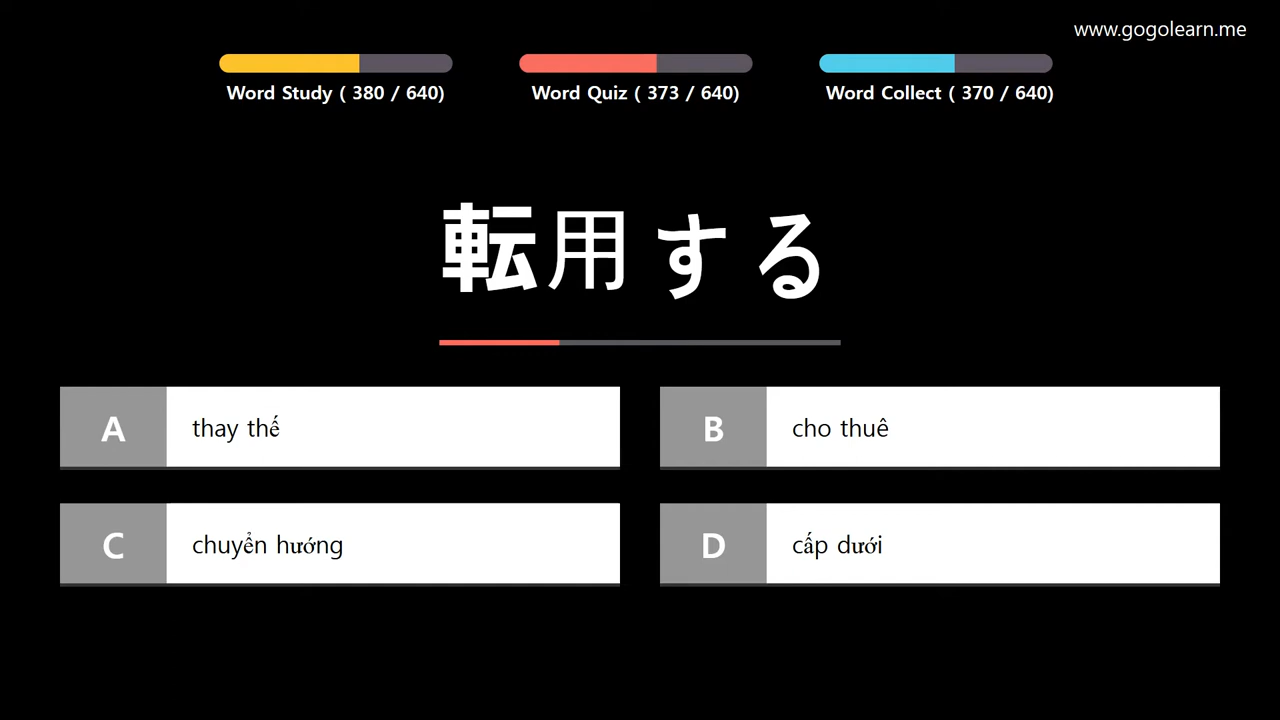 www.gogolearn.me
Word Study ( 380 / 640)
Word Quiz ( 373 / 640)
Word Collect ( 370 / 640)
転用する
A
thay thế
B
cho thuê
C
chuyển hướng
D
cấp dưới